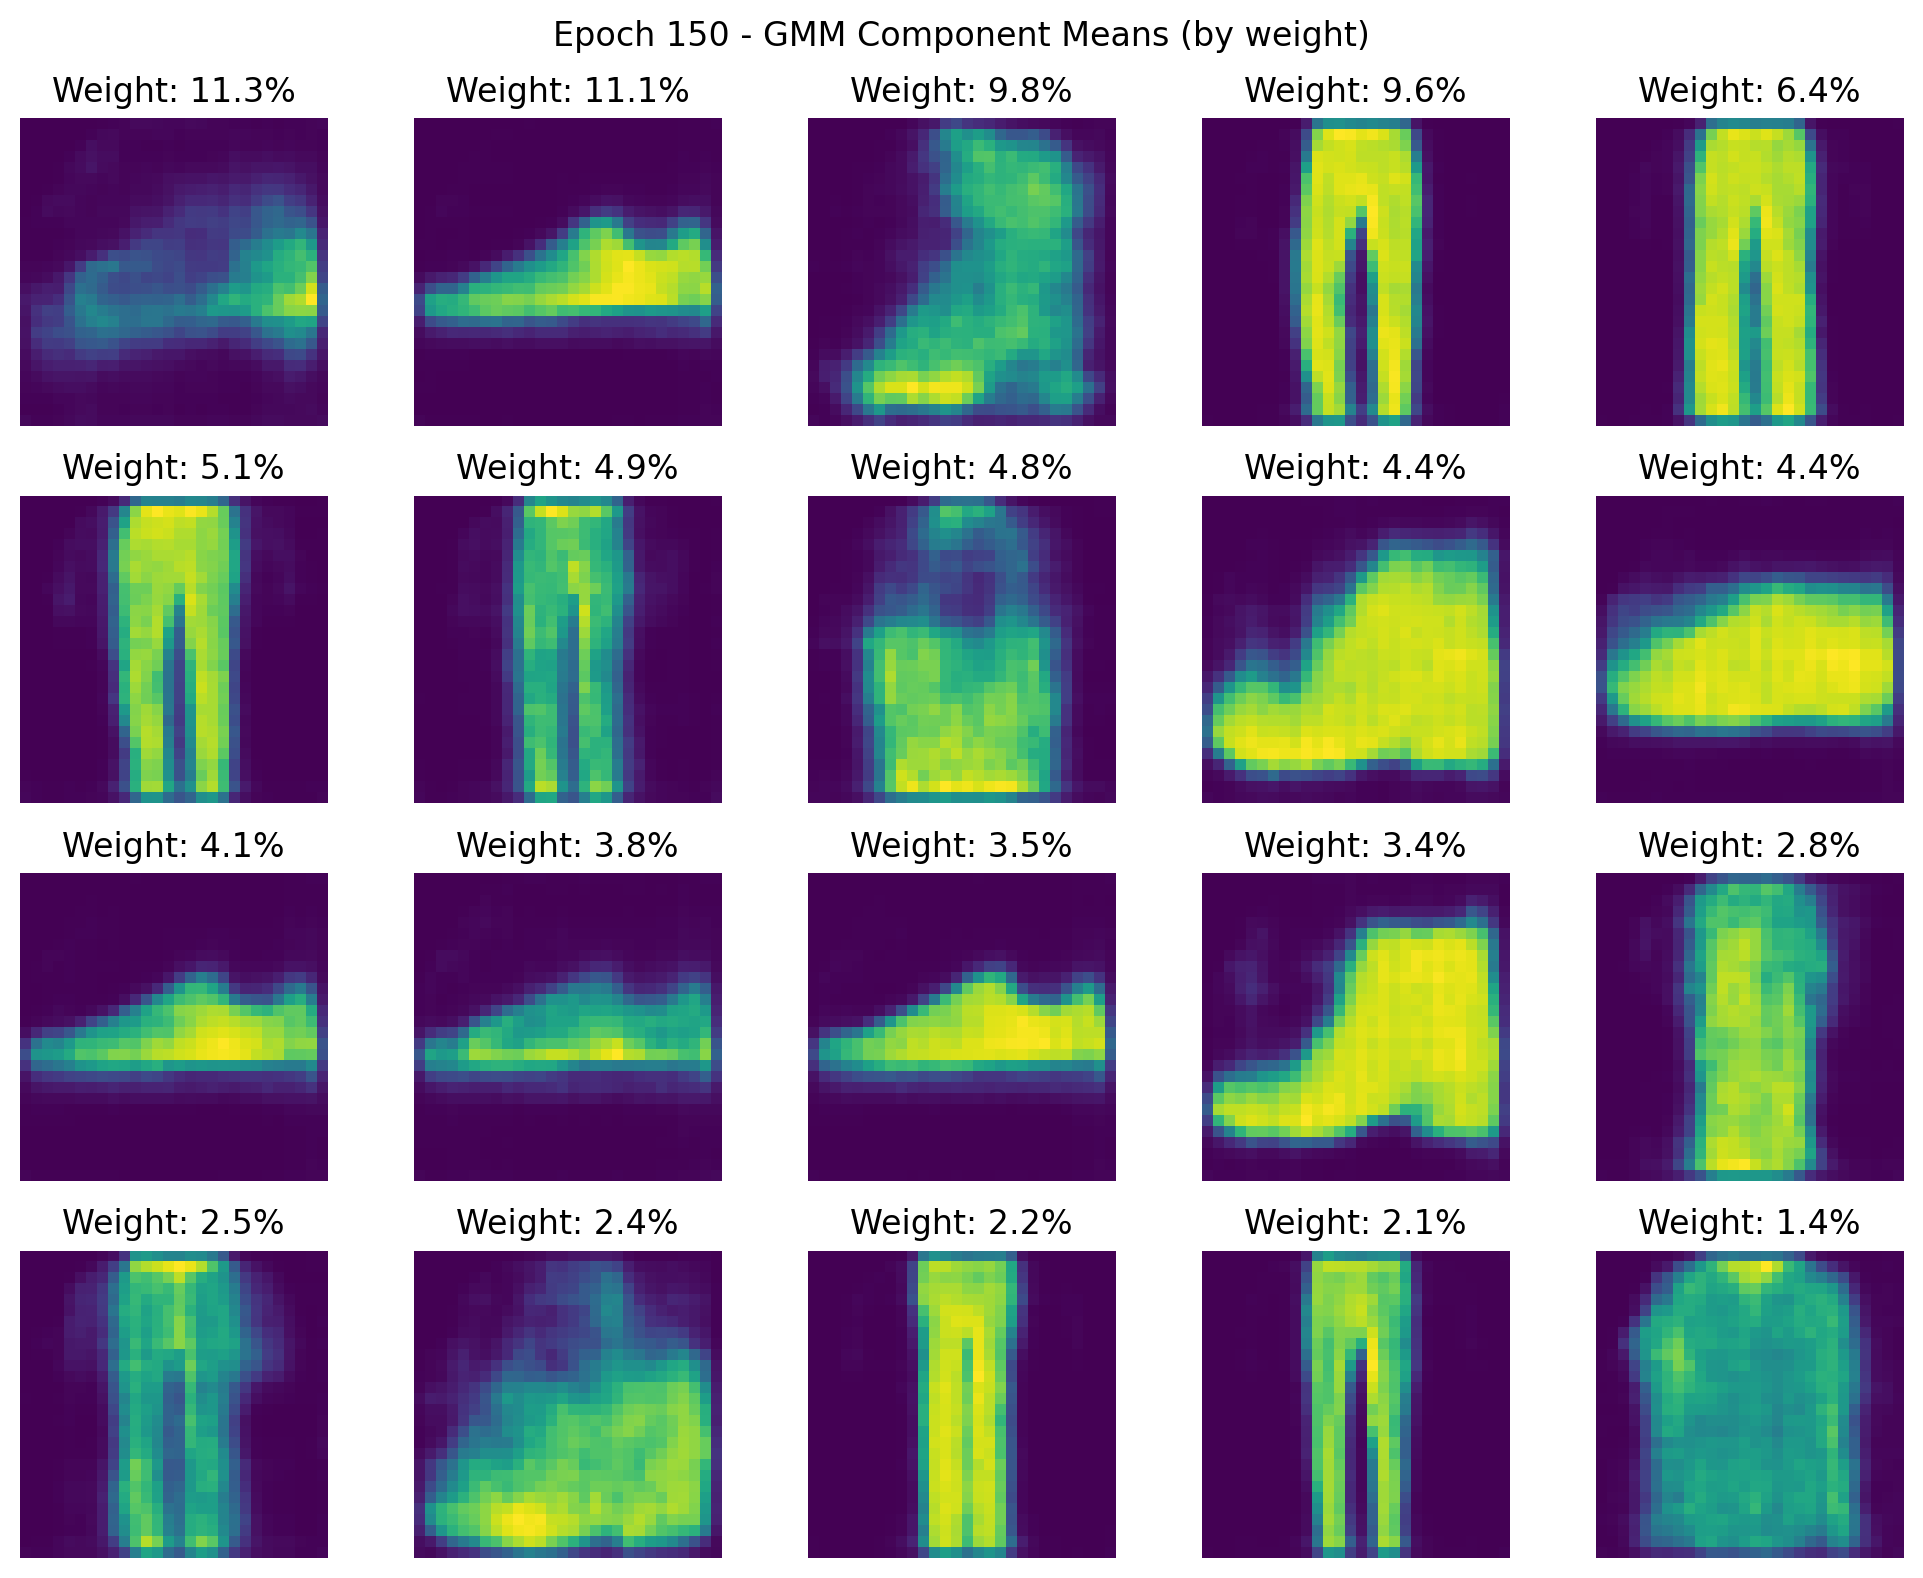 Epoch 150 - GMM Component Means (by weight)
Weight: 11.3%
Weight: 11.1%
Weight: 9.8%
Weight: 9.6%
Weight: 6.4%
Weight: 5.1%
Weight: 4.9%
Weight: 4.8%
Weight: 4.4%
Weight: 4.4%
Weight: 4.1%
Weight: 3.8%
Weight: 3.5%
Weight: 3.4%
Weight: 2.8%
Weight: 2.5%
Weight: 2.4%
Weight: 2.2%
Weight: 2.1%
Weight: 1.4%